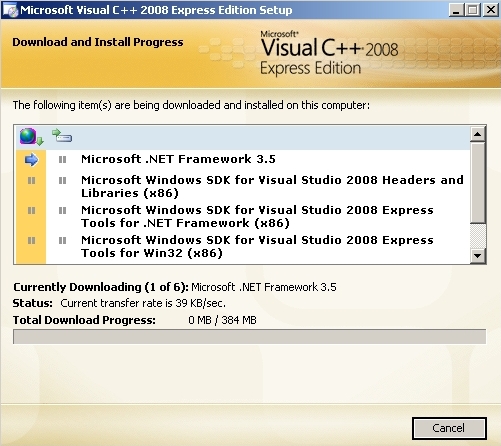 Microsoft Visual C++ 2008 Express Edition Setup
Download and Install Progress
Microsoft®
Visual C++ 2008
Express Edition
The following item(s) are being downloaded and installed on this computer:
Microsoft .NET Framework 3.5
Microsoft Windows SDK for Visual Studio 2008 Headers and
Libraries (x86)
Microsoft Windows SDK for Visual Studio 2008 Express
Tools for .NET Framework (x86)
Microsoft Windows SDK for Visual Studio 2008 Express
Tools for Win32 (x86)
Currently Downloading (1 of 6): Microsoft .NET Framework 3.5
Status: Current transfer rate is 39 KB/sec.
Total Download Progress: 0 MB / 384 MB
Cancel